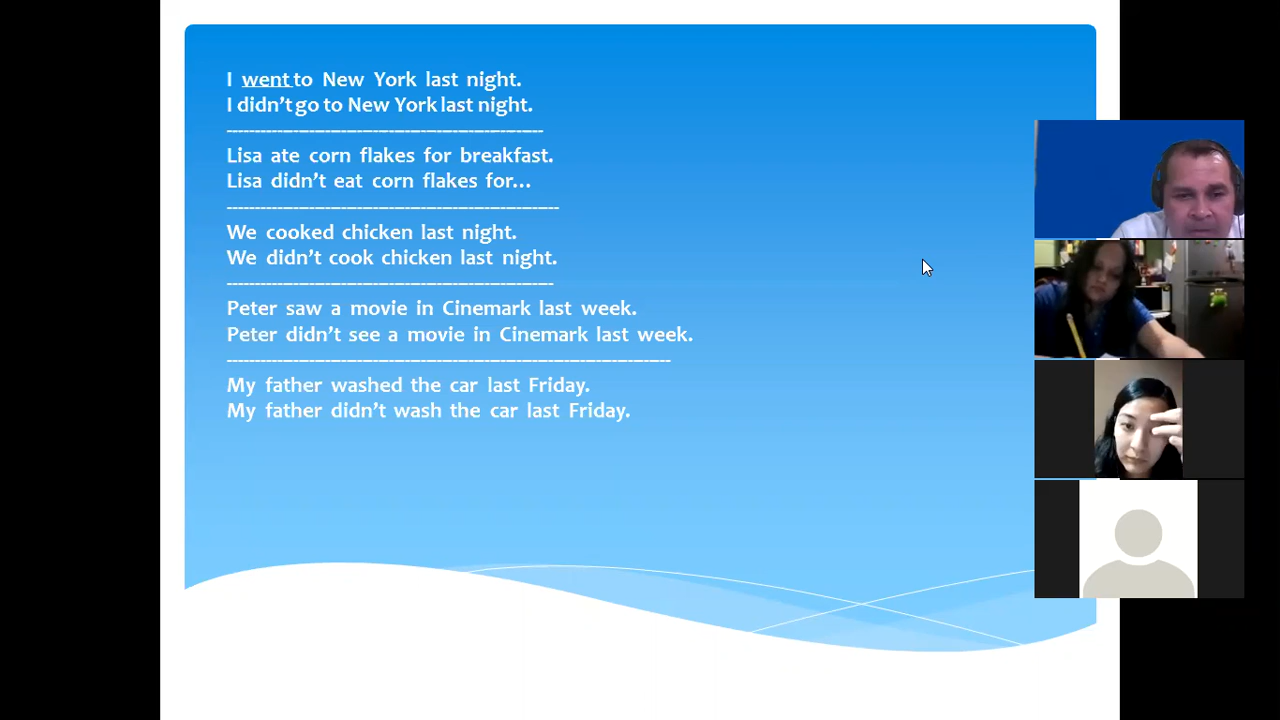 I went to New York last night.
I didn't go to New York last night.
---------------------------------------------------------
Lisa ate corn flakes for breakfast.
Lisa didn't eat corn flakes for...
------------------------------------------------------------
We cooked chicken last night.
We didn't cook chicken last night.
-----------------------------------------------------------
Peter saw a movie in Cinemark last week.
Peter didn't see a movie in Cinemark last week.
--------------------------------------------------------------------------------
My father washed the car last Friday.
My father didn't wash the car last Friday.